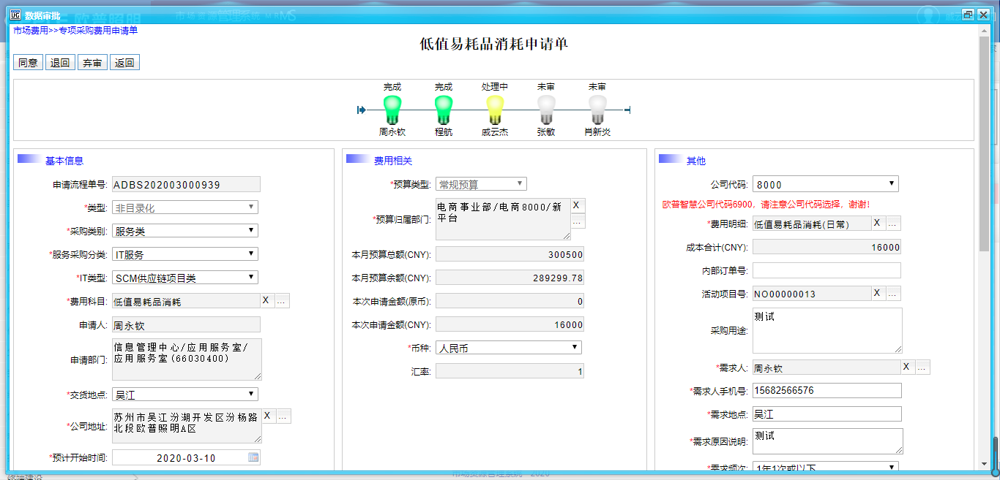 数据审批
市场费用>>专项采购费用申请单
低值易耗品消耗申请单
同意 退回 弃审 返回
完成 完成 处理中 未审 未审
周永钦 程航 戚云杰 张敏 肖新炎
基本信息
申请流程单号: ADBS202003000939
*类型: 非目录化
*采购类别: 服务类
*服务采购分类: IT服务
*IT类型: SCM供应链项目类
*费用科目: 低值易耗品消耗 X ...
申请人: 周永钦
申请部门: 信息管理中心/应用服务室/
应用服务室(66030400)
*交货地点: 吴江
*公司地址: 苏州市吴江汾湖开发区汾杨路 X ...
北段欧普照明A区
*预计开始时间: 2020-03-10
费用相关
*预算类型: 常规预算
*预算归属部门: 电商事业部/电商8000/新 X
平台 ...
本月预算总额(CNY): 300500
本月预算余额(CNY): 289299.78
本次申请金额(原币): 0
本次申请金额(CNY): 16000
*币种: 人民币
汇率: 1
其他
公司代码: 8000
欧普智慧公司代码6900，请注意公司代码选择，谢谢!
*费用明细: 低值易耗品消耗(日常) X ...
成本合计(CNY): 16000
内部订单号:
活动项目号: NO00000013 X ...
采购用途: 测试
*需求人: 周永钦 X ...
*需求人手机号: 15682566576
*需求地点: 吴江
*需求原因说明: 测试
*需求频次: 1年1次或以下
终端建设
市场资源管理系统 2020